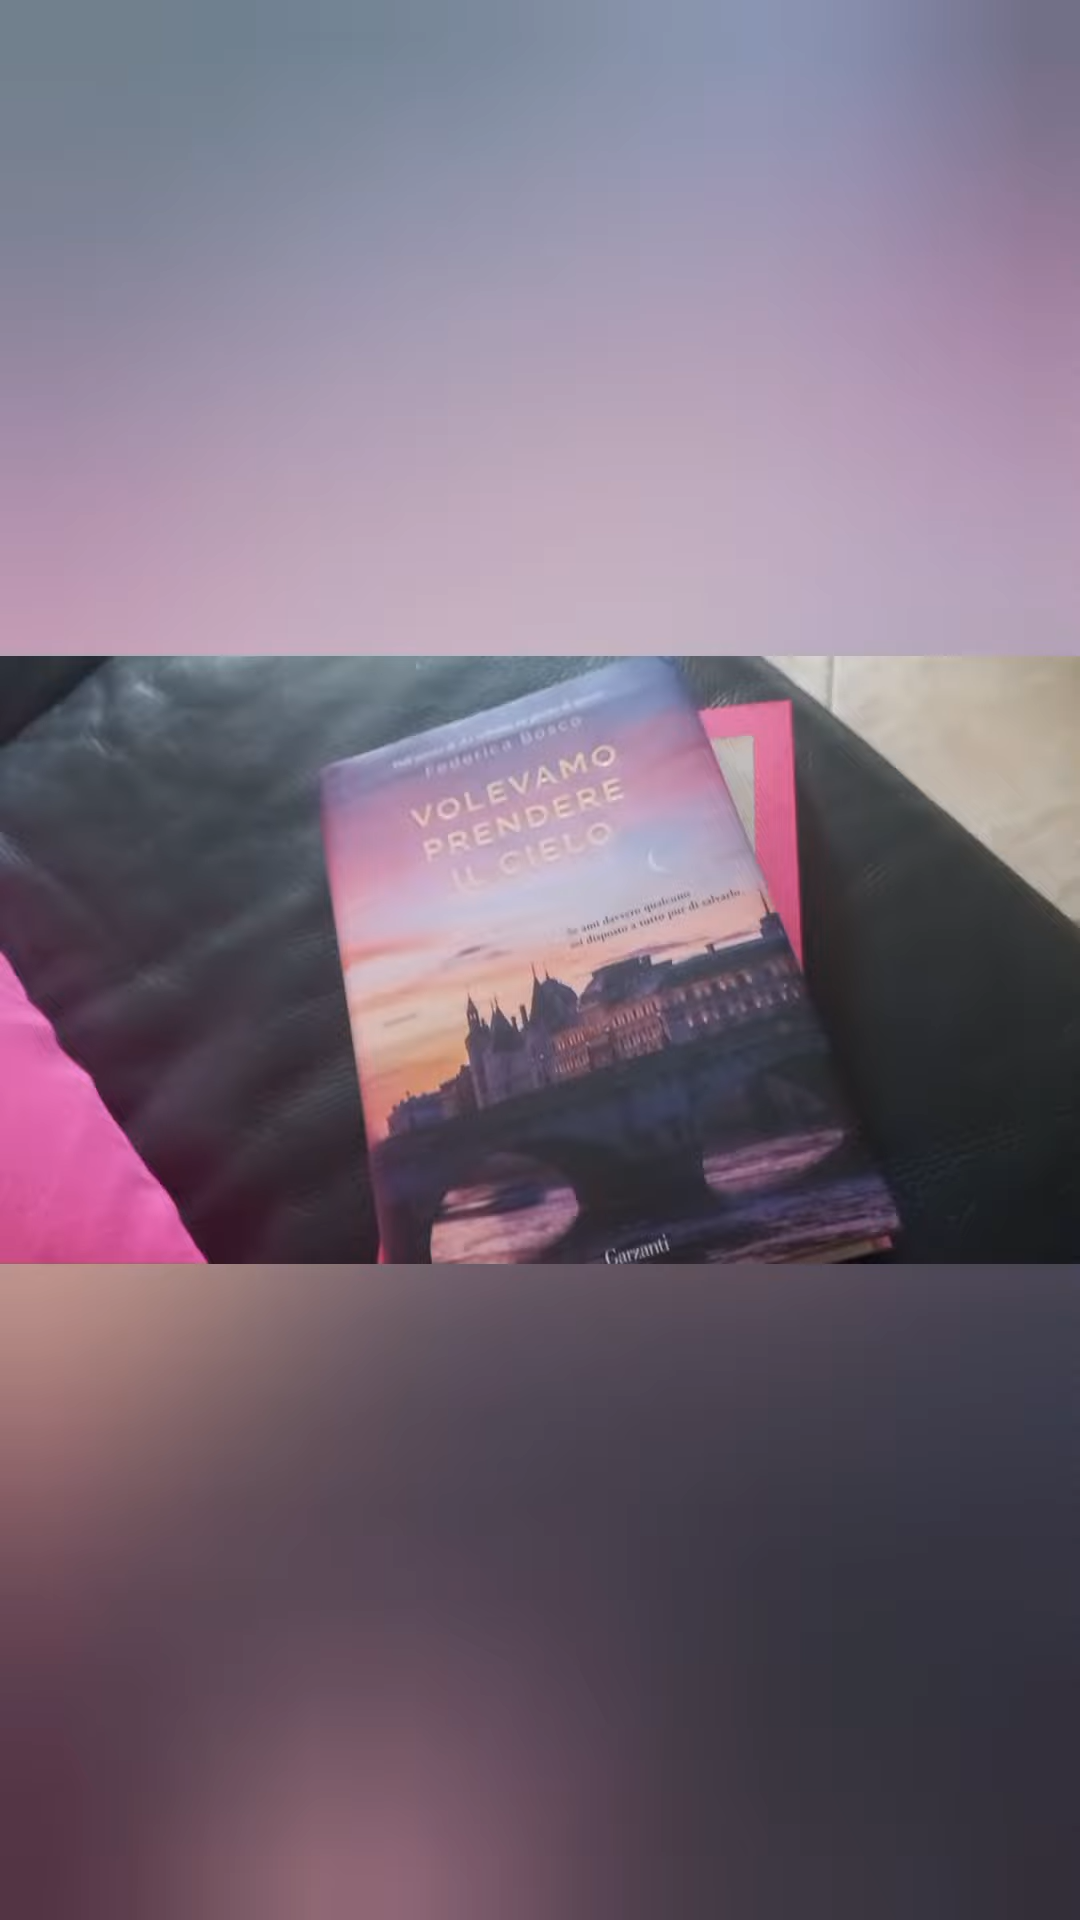 Federica Bosco
VOLEVAMO
PRENDERE
IL CIELO
Se ami davvero qualcuno
sei disposto a tutto pur di salvarlo.
Garzanti